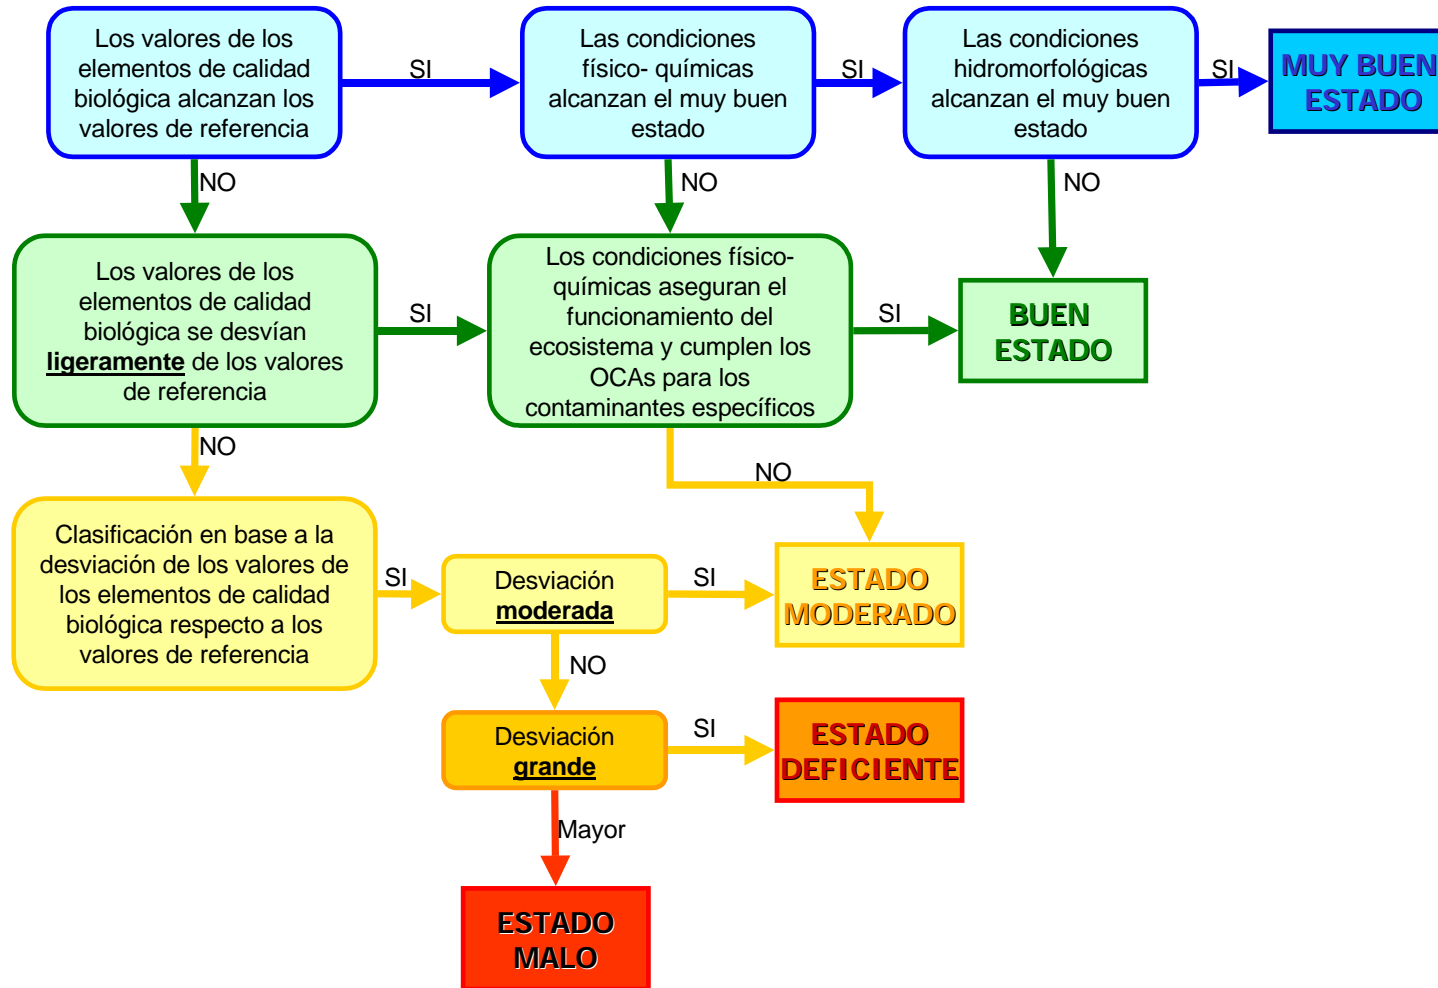 Los valores de los
elementos de calidad
biológica alcanzan los
valores de referencia
SI
Las condiciones
físico- químicas
alcanzan el muy buen
estado
SI
Las condiciones
hidromorfológicas
alcanzan el muy buen
estado
SI
MUY BUEN
ESTADO
NO
NO
NO
Los valores de los
elementos de calidad
biológica se desvían
ligeramente de los valores
de referencia
SI
Los condiciones físico-
químicas aseguran el
funcionamiento del
ecosistema y cumplen los
OCAs para los
contaminantes específicos
SI
BUEN
ESTADO
NO
NO
Clasificación en base a la
desviación de los valores de
los elementos de calidad
biológica respecto a los
valores de referencia
SI
Desviación
moderada
SI
ESTADO
MODERADO
NO
Desviación
grande
SI
ESTADO
DEFICIENTE
Mayor
ESTADO
MALO